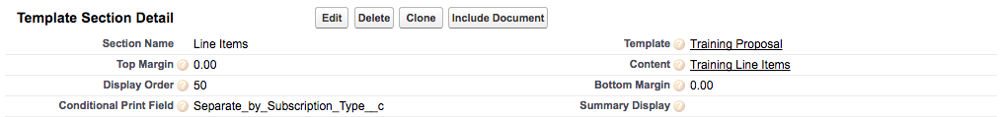 Template Section Detail Edit Delete Clone Include Document
Section Name Line Items Template ? Training Proposal
Top Margin ? 0.00 Content ? Training Line Items
Display Order ? 50 Bottom Margin ? 0.00
Conditional Print Field ? Separate_by_Subscription_Type__c Summary Display ?